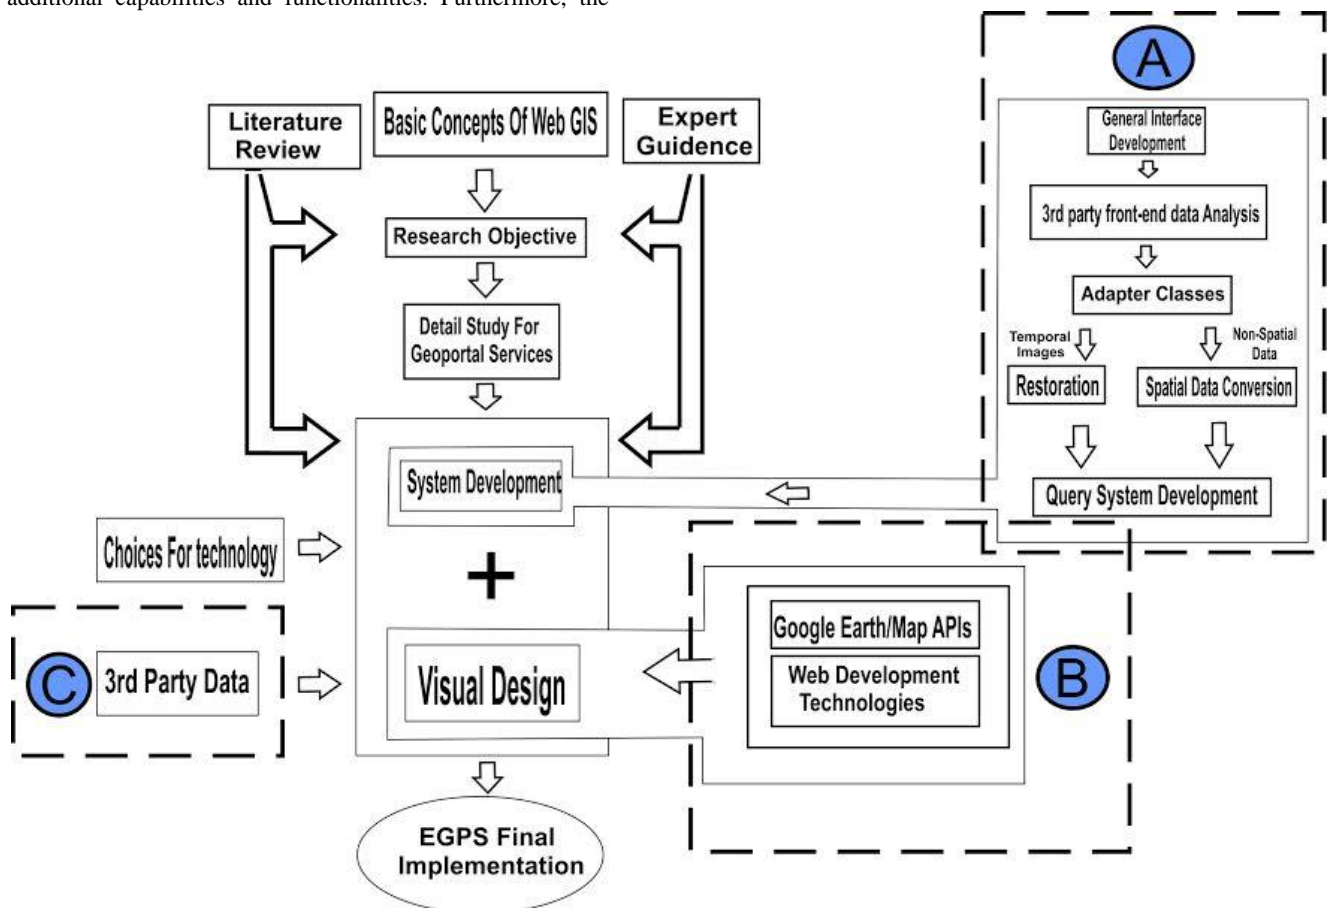 additional capabilities and functionalities. Furthermore, the
A
Literature
Review
Basic Concepts Of Web GIS
Expert
Guidence
General Interface
Development
3rd party front-end data Analysis
Research Objective
Adapter Classes
Detail Study For
Geoportal Services
Temporal
Images
Non-Spatial
Data
Restoration
Spatial Data Conversion
System Development
Query System Development
Choices For technology
+
Google Earth/Map APIs
Web Development
Technologies
B
C
3rd Party Data
Visual Design
EGPS Final
Implementation